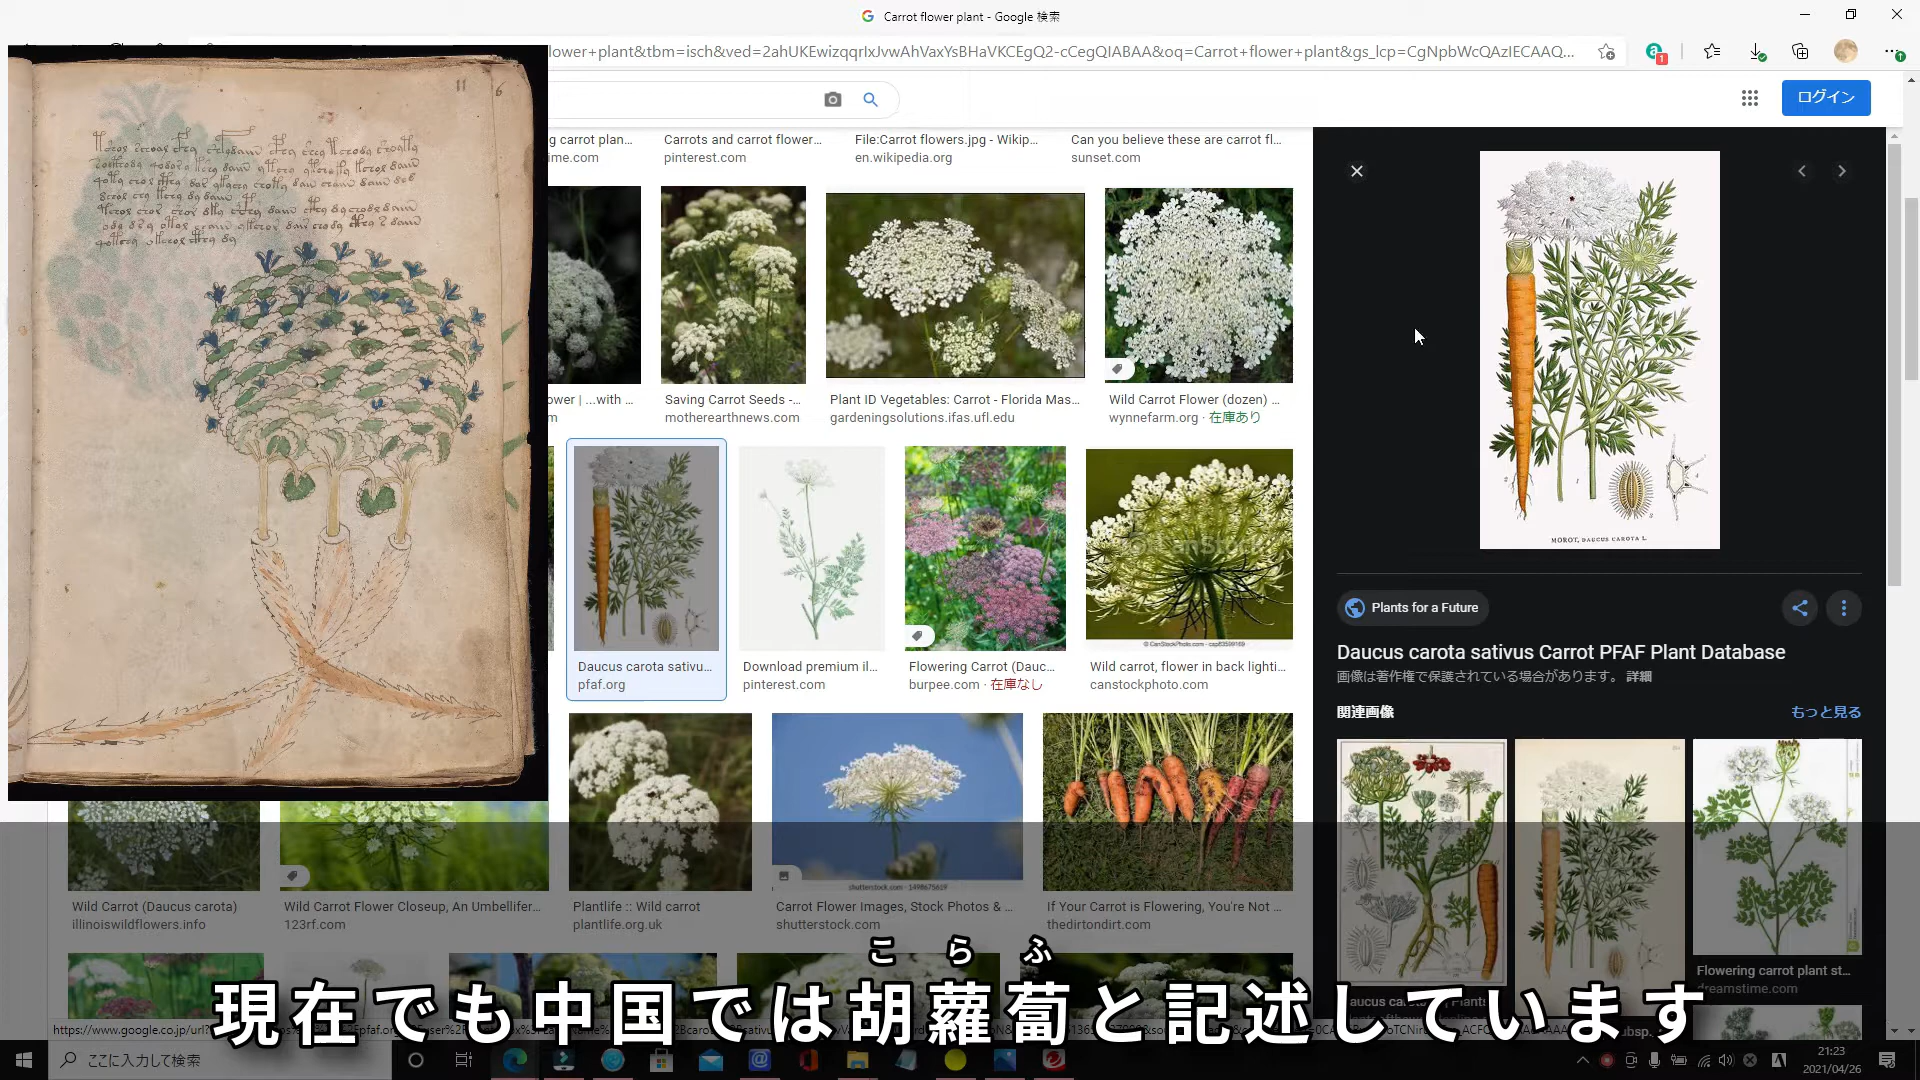 Carrot flower plant - Google 検索
lower+plant&tbm=isch&ved=2ahUKEwizqqrIxJvwAhVaxYsBHaVKCEgQ2-cCegQIABAA&oq=Carrot+flower+plant&gs_lcp=CgNpbWcQAzIECAAQ...
1
ログイン
g carrot plan...
ime.com
Carrots and carrot flower...
pinterest.com
File:Carrot flowers.jpg - Wikip...
en.wikipedia.org
Can you believe these are carrot fl...
sunset.com
ower | ...with ...
m
Saving Carrot Seeds -...
motherearthnews.com
Plant ID Vegetables: Carrot - Florida Mas...
gardeningsolutions.ifas.ufl.edu
Wild Carrot Flower (dozen) ...
wynnefarm.org · 在庫あり
MOROT, DAUCUS CAROTA L.
Daucus carota sativu...
pfaf.org
Download premium il...
pinterest.com
Flowering Carrot (Dauc...
burpee.com · 在庫なし
Wild carrot, flower in back lighti...
canstockphoto.com
Plants for a Future
Daucus carota sativus Carrot PFAF Plant Database
画像は著作権で保護されている場合があります。 詳細
関連画像
もっと見る
Wild Carrot (Daucus carota)
illinoiswildflowers.info
Wild Carrot Flower Closeup, An Umbellifer...
123rf.com
Plantlife :: Wild carrot
plantlife.org.uk
Carrot Flower Images, Stock Photos & ...
shutterstock.com
If Your Carrot is Flowering, You're Not ...
thedirtondirt.com
Flowering carrot plant st...
dreamstime.com
こらふ
現在でも中国では胡蘿蔔と記述しています
https://www.google.co.jp/url?
ここに入力して検索
21:23
2021/04/26